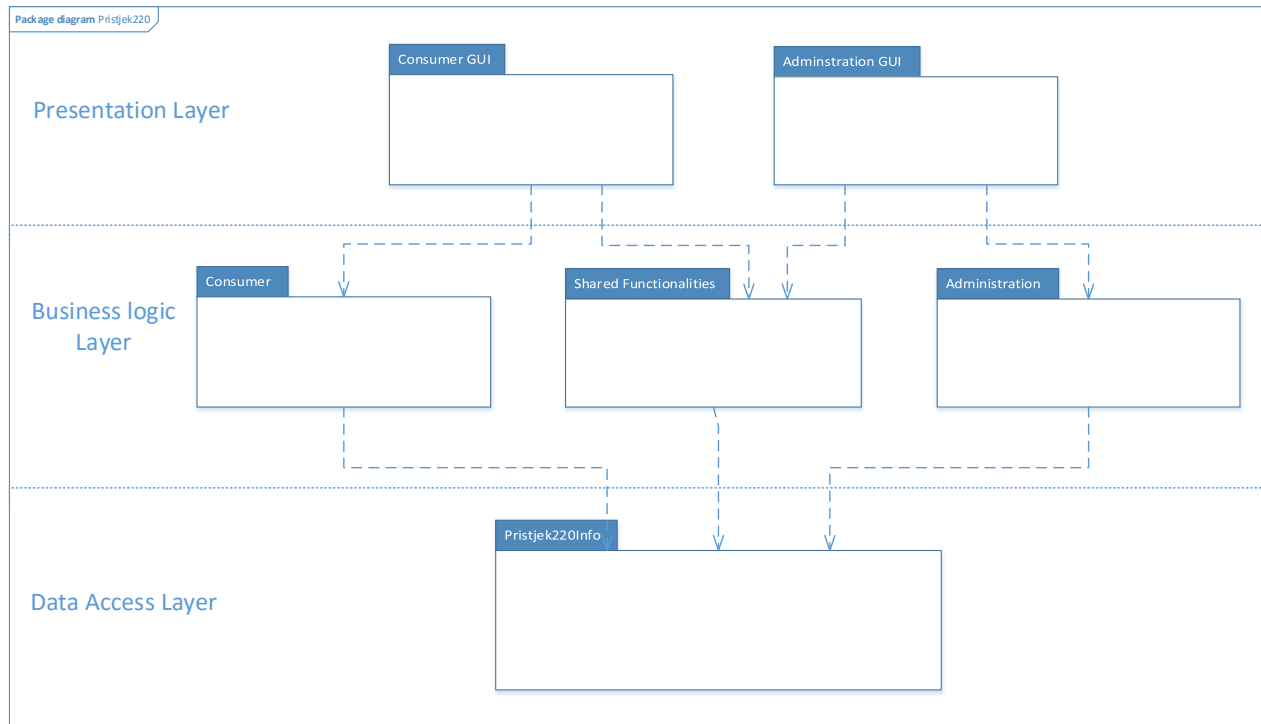 Package diagram Pristjek220
Consumer GUI
Adminstration GUI
Presentation Layer
Consumer
Shared Functionalities
Administration
Business logic
Layer
Pristjek220Info
Data Access Layer